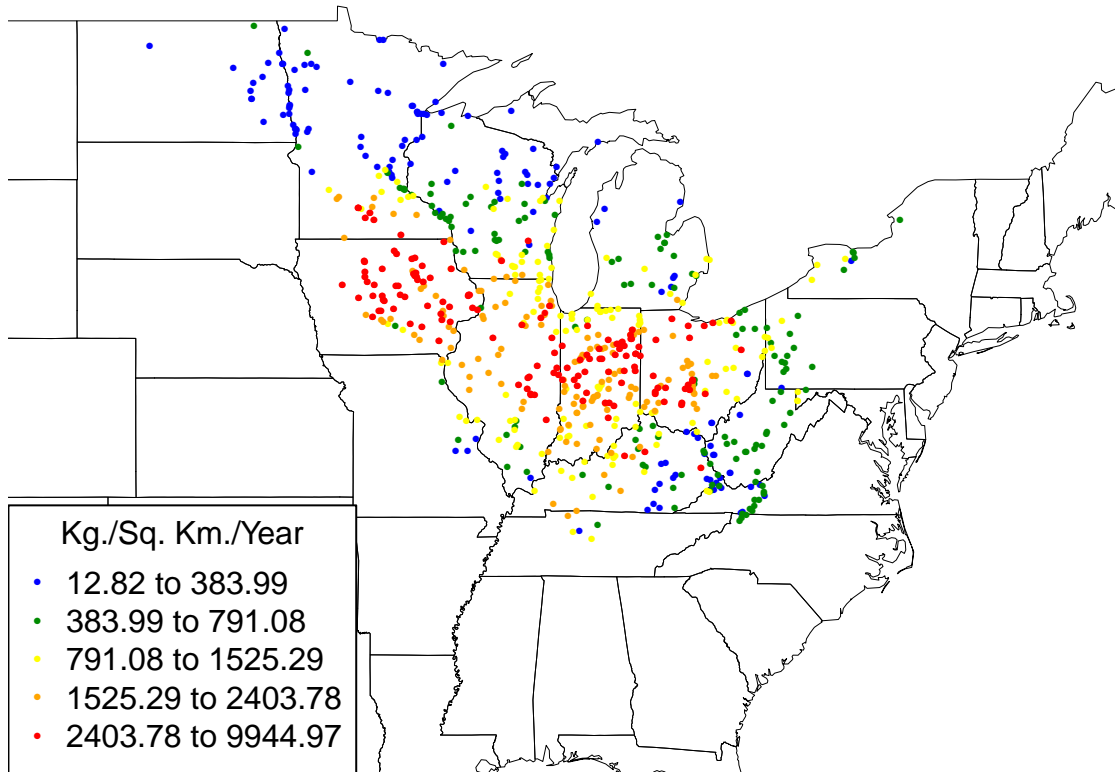 Kg./Sq. Km./Year
12.82 to 383.99
383.99 to 791.08
791.08 to 1525.29
1525.29 to 2403.78
2403.78 to 9944.97